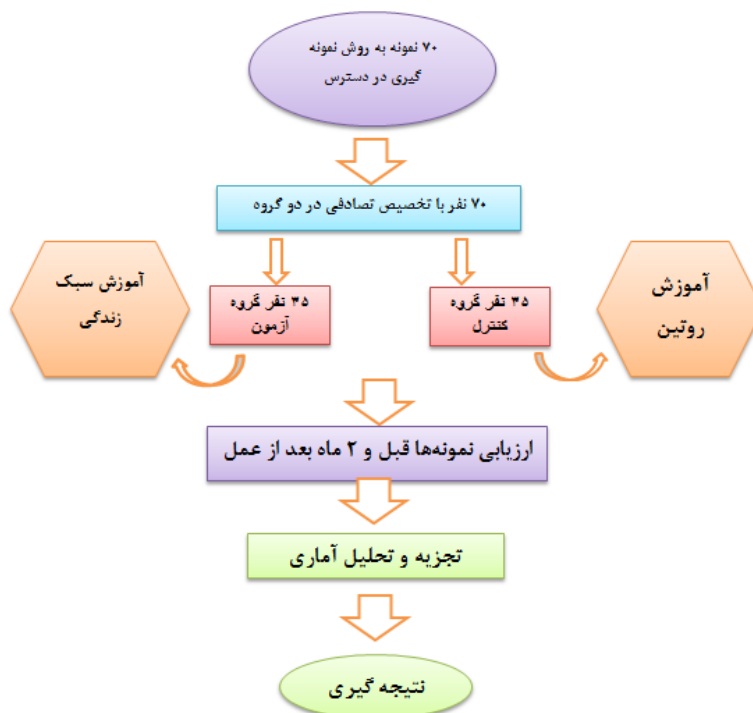 ۷۰ نمونه به روش نمونه
گیری در دسترس
۷۰ نفر با تخصیص تصادفی در دو گروه
آموزش
روتین
۳۵ نفر گروه
کنترل
۳۵ نفر گروه
آزمون
آموزش سبک
زندگی
ارزیابی نمونه‌ها قبل و ۲ ماه بعد از عمل
تجزیه و تحلیل آماری
نتیجه گیری